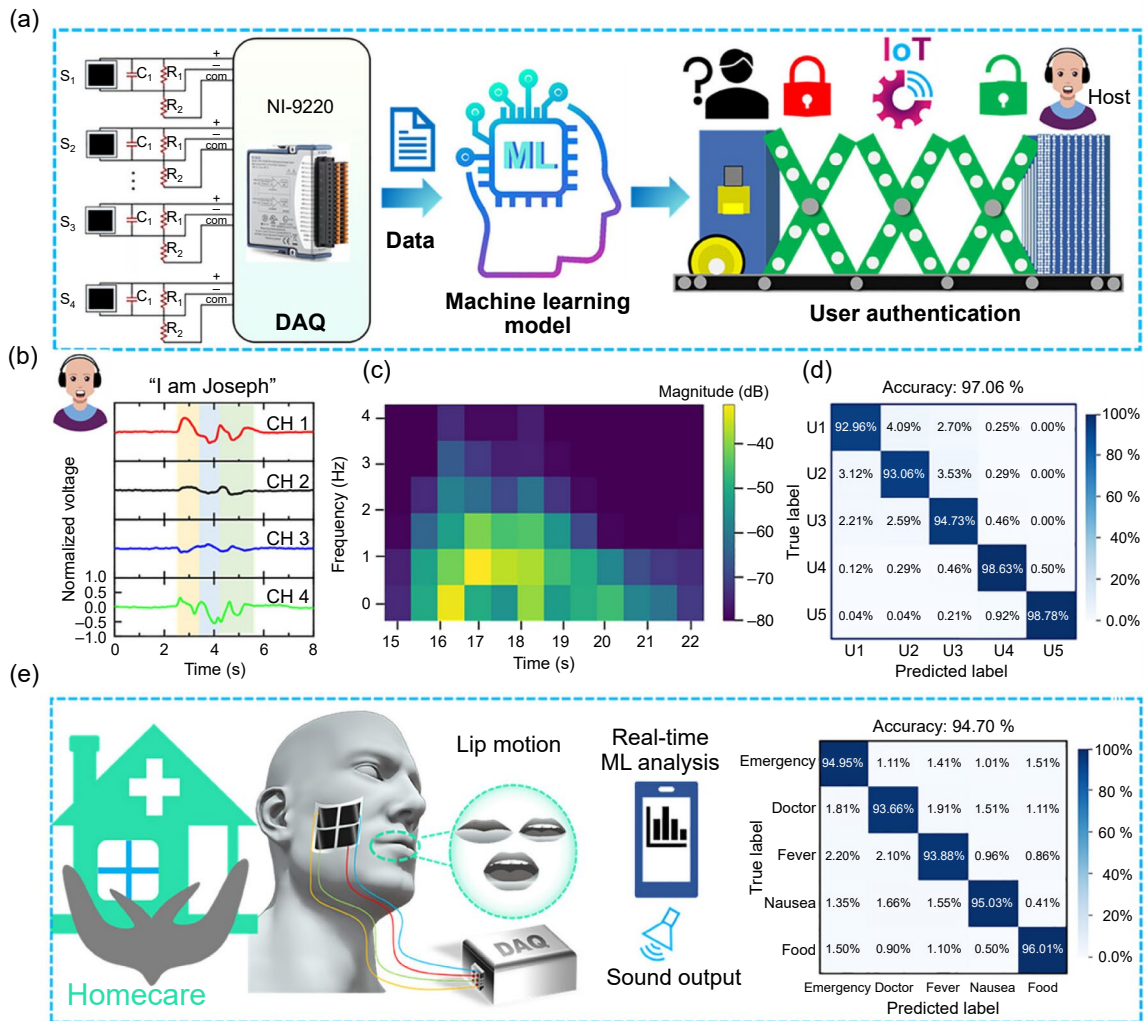 (a)
S1
C1
R1
R2
+
−
com
S2
C1
R1
R2
+
−
com
S3
C1
R1
R2
+
−
com
S4
C1
R1
R2
+
−
com
NI-9220
DAQ
Data
ML
Machine learning
model
?
IoT
Host
User authentication
(b)
“I am Joseph”
CH 1
CH 2
CH 3
CH 4
Normalized voltage
1.0
0.5
0.0
−0.5
−1.0
0 2 4 6 8
Time (s)
(c)
Magnitude (dB)
−40
−50
−60
−70
−80
Frequency (Hz)
4
3
2
1
0
15 16 17 18 19 20 21 22
Time (s)
(d)
Accuracy: 97.06 %
True label
U1 92.96% 4.09% 2.70% 0.25% 0.00%
U2 3.12% 93.06% 3.53% 0.29% 0.00%
U3 2.21% 2.59% 94.73% 0.46% 0.00%
U4 0.12% 0.29% 0.46% 98.63% 0.50%
U5 0.04% 0.04% 0.21% 0.92% 98.78%
U1 U2 U3 U4 U5
Predicted label
100%
80 %
60 %
40 %
20 %
0.0%
(e)
Homecare
Lip motion
DAQ
Real-time
ML analysis
Sound output
Accuracy: 94.70 %
True label
Emergency 94.95% 1.11% 1.41% 1.01% 1.51%
Doctor 1.81% 93.66% 1.91% 1.51% 1.11%
Fever 2.20% 2.10% 93.88% 0.96% 0.86%
Nausea 1.35% 1.66% 1.55% 95.03% 0.41%
Food 1.50% 0.90% 1.10% 0.50% 96.01%
Emergency Doctor Fever Nausea Food
Predicted label
100%
80 %
60 %
40 %
20 %
0.0%